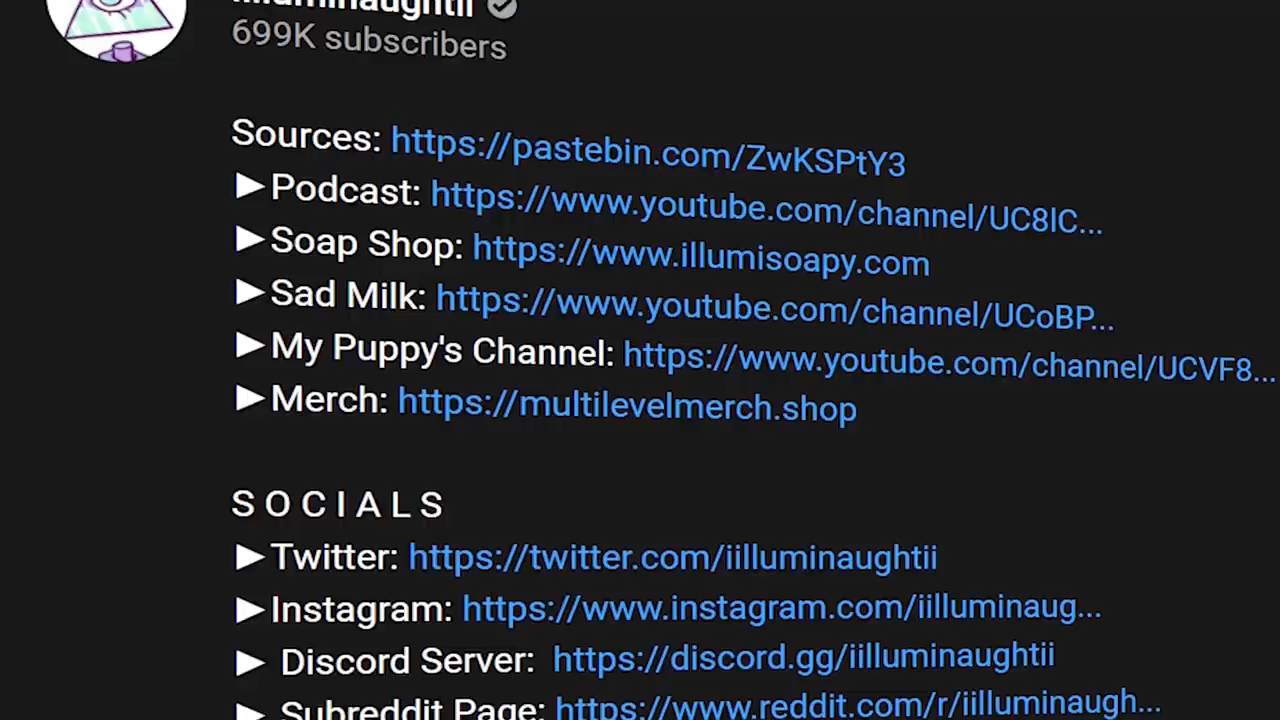 iilluminaughtii
699K subscribers
Sources: https://pastebin.com/ZwKSPtY3
►Podcast: https://www.youtube.com/channel/UC8IC...
►Soap Shop: https://www.illumisoapy.com
►Sad Milk: https://www.youtube.com/channel/UCoBP...
►My Puppy's Channel: https://www.youtube.com/channel/UCVF8...
►Merch: https://multilevelmerch.shop
S O C I A L S
►Twitter: https://twitter.com/iilluminaughtii
►Instagram: https://www.instagram.com/iilluminaug...
► Discord Server: https://discord.gg/iilluminaughtii
► Subreddit Page: https://www.reddit.com/r/iilluminaugh...